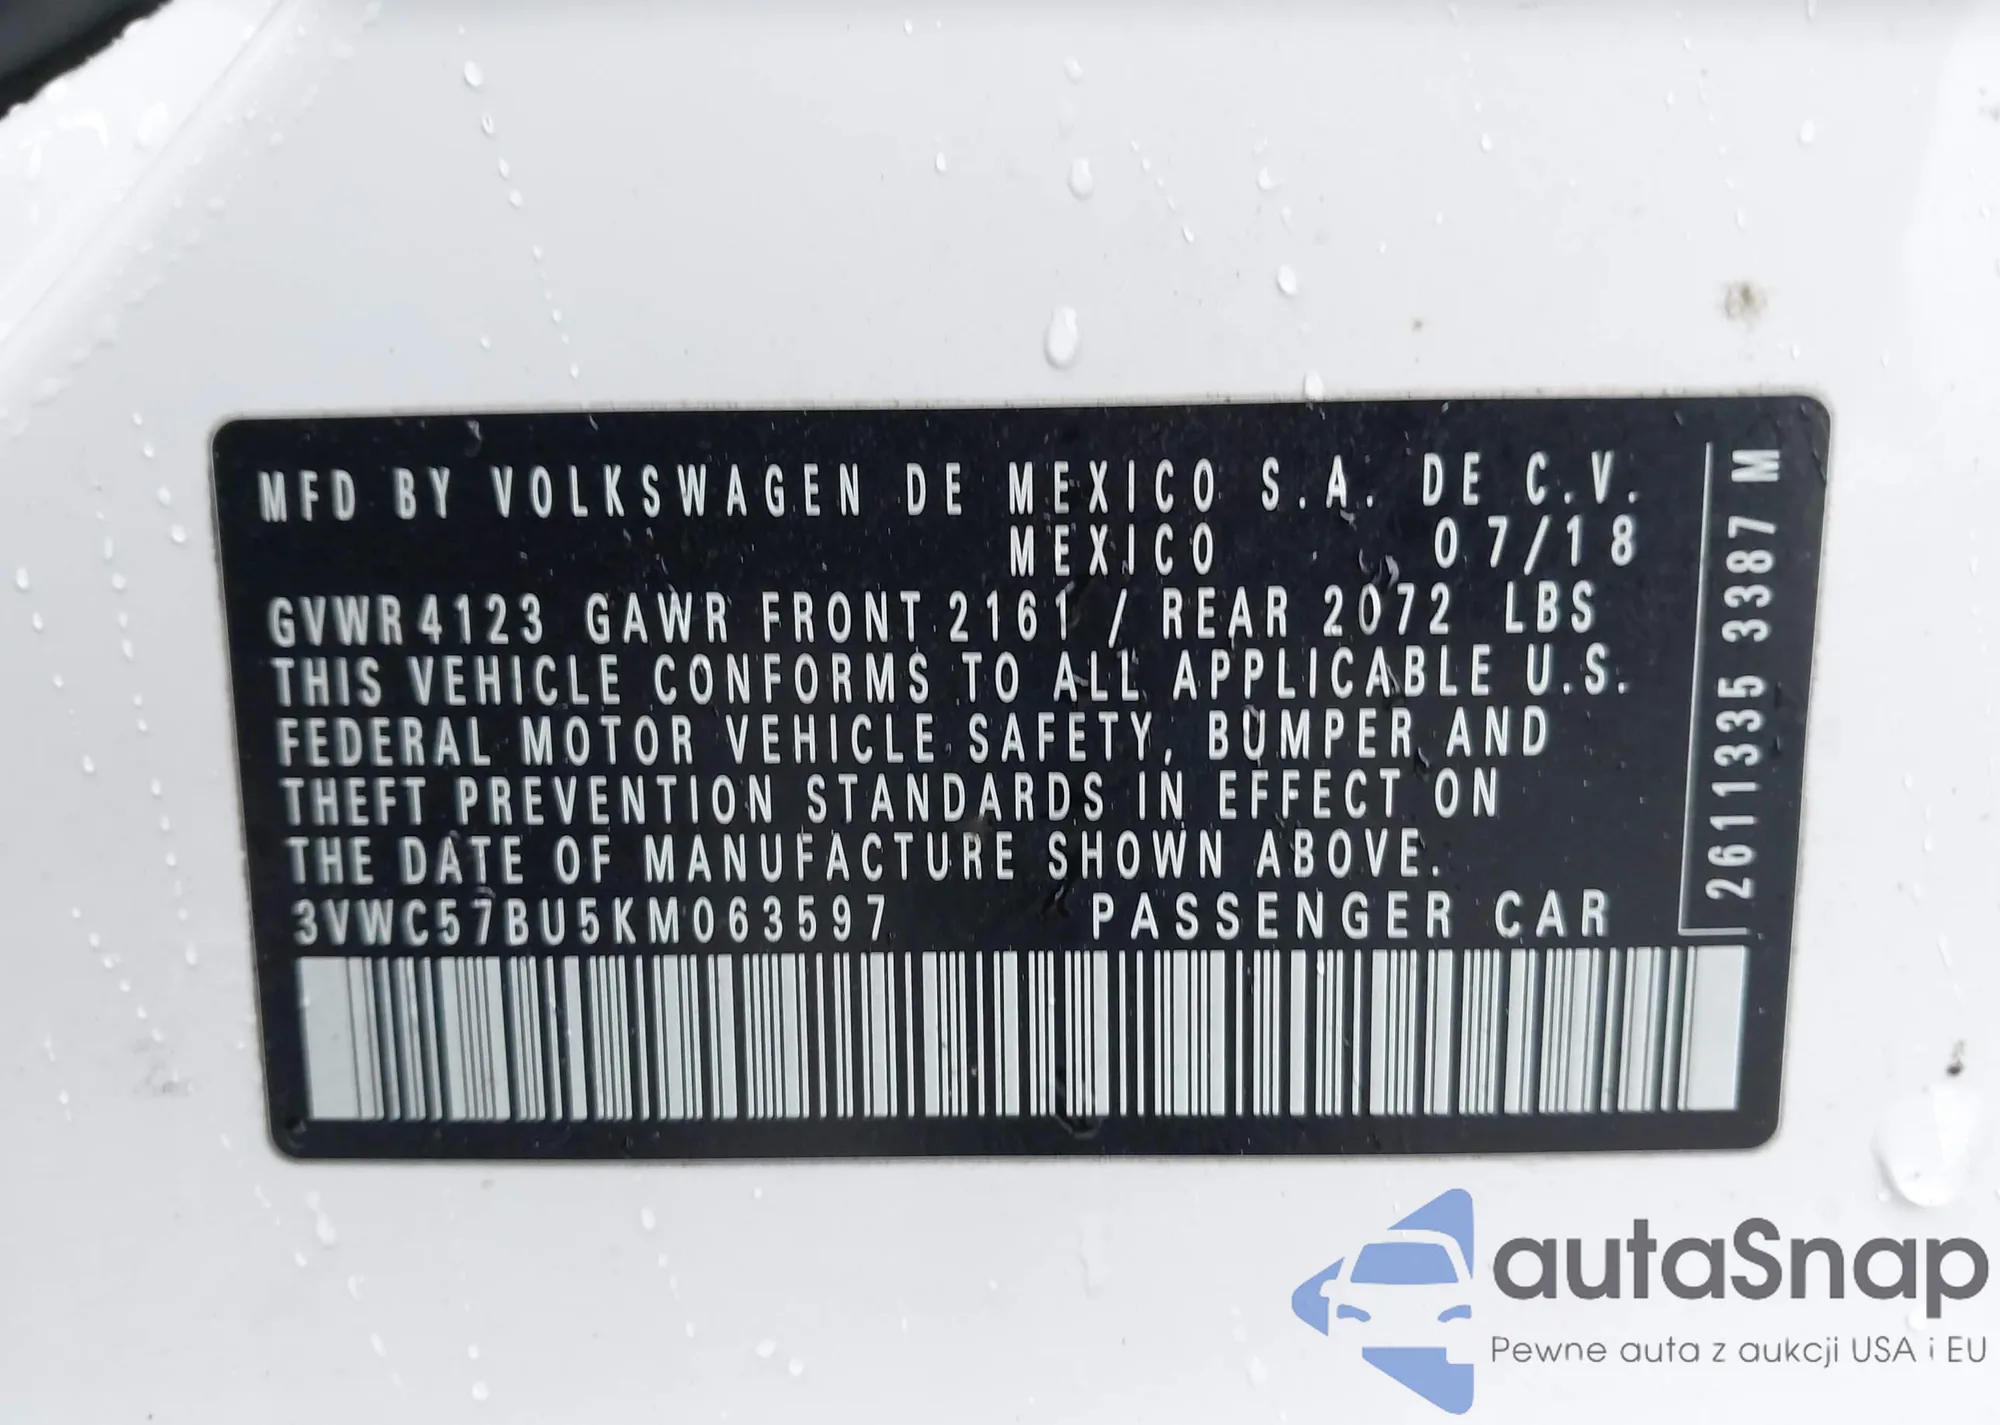 MFD BY VOLKSWAGEN DE MEXICO S.A. DE C.V.
MEXICO 07/18
GVWR 4123 GAWR FRONT 2161 / REAR 2072 LBS
THIS VEHICLE CONFORMS TO ALL APPLICABLE U.S.
FEDERAL MOTOR VEHICLE SAFETY, BUMPER AND
THEFT PREVENTION STANDARDS IN EFFECT ON
THE DATE OF MANUFACTURE SHOWN ABOVE.
3VWC57BU5KM063597 PASSENGER CAR
2611335 3387 M
autaSnap
Pewne auta z aukcji USA i EU